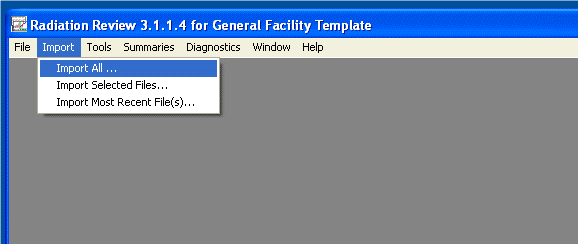 Radiation Review 3.1.1.4 for General Facility Template
File Import Tools Summaries Diagnostics Window Help
Import All ...
Import Selected Files...
Import Most Recent File(s)...